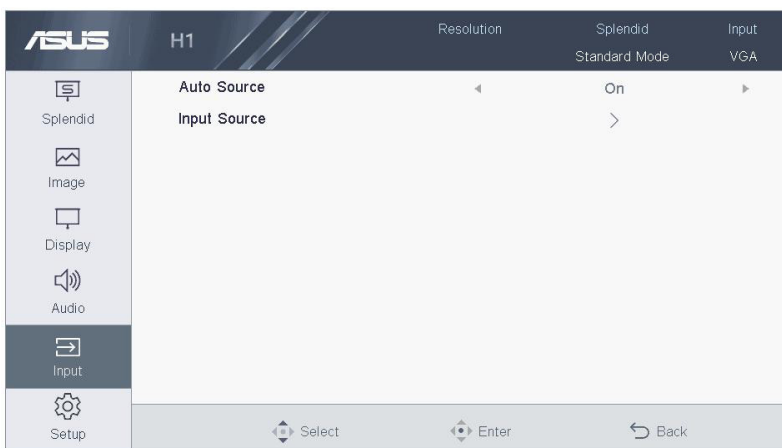 ASUS
H1
Resolution
Splendid
Input
Standard Mode
VGA
Splendid
Image
Display
Audio
Input
Setup
Auto Source
On
Input Source
Select
Enter
Back